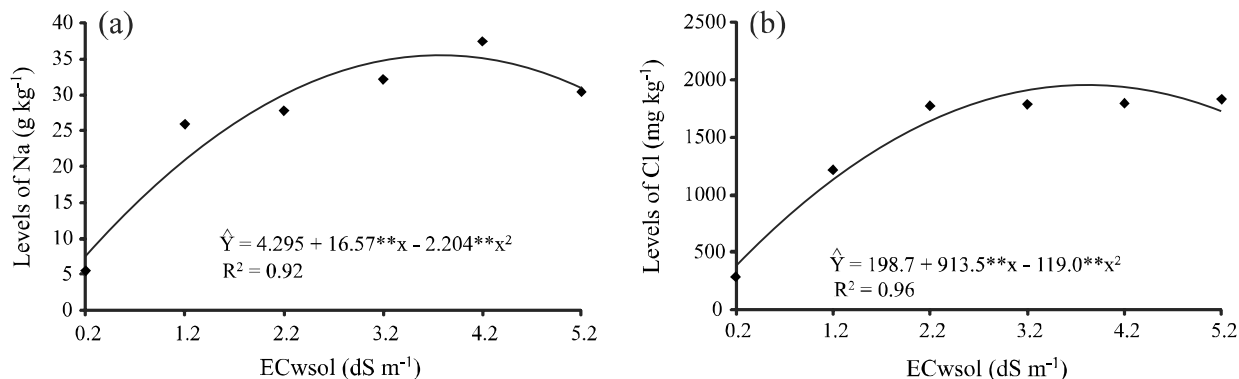 (a)
40
35
30
25
20
15
10
5
0
Levels of Na (g kg⁻¹)
Ŷ = 4.295 + 16.57**x - 2.204**x²
R² = 0.92
0.2 1.2 2.2 3.2 4.2 5.2
ECwsol (dS m⁻¹)
(b)
2500
2000
1500
1000
500
0
Levels of Cl (mg kg⁻¹)
Ŷ = 198.7 + 913.5**x - 119.0**x²
R² = 0.96
0.2 1.2 2.2 3.2 4.2 5.2
ECwsol (dS m⁻¹)